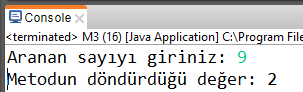 Console
<terminated> M3 (16) [Java Application] C:\Program File
Aranan sayıyı giriniz: 9
Metodun döndürdüğü değer: 2